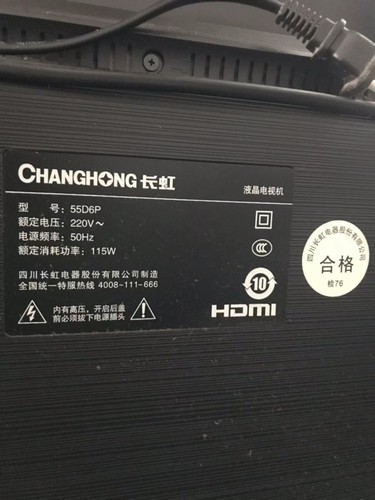 CHANGHONG 长虹
液晶电视机
型 号：55D6P
额定电压：220V～
电源频率：50Hz
额定消耗功率：115W
四川长虹电器股份有限公司制造
全国统一特服热线 4008-111-666
内有高压，开启后盖
前必须拔下电源插头
10
HDMI
四川长虹电器股份有限公司
合格
检76